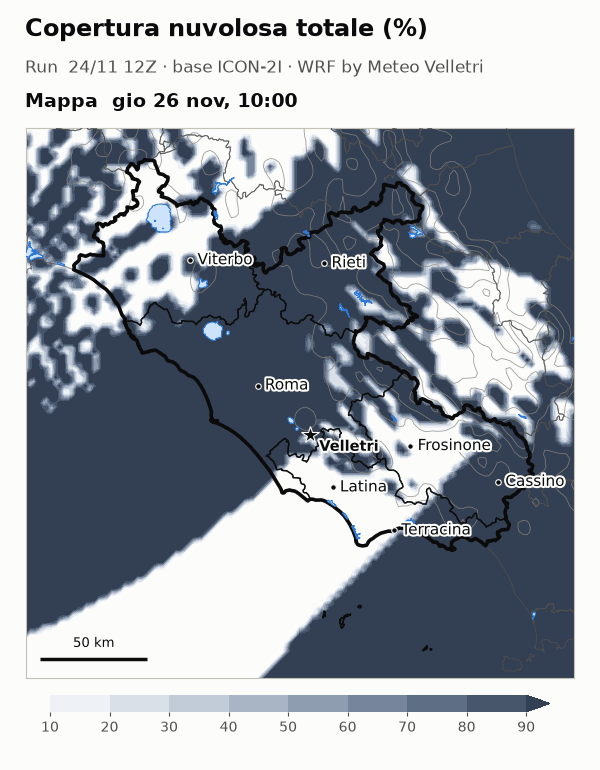 Copertura nuvolosa totale (%)
Run  24/11 12Z · base ICON-2I · WRF by Meteo Velletri
Mappa  gio 26 nov, 10:00
Viterbo
Rieti
Roma
Velletri
Frosinone
Latina
Cassino
Terracina
50 km
10 20 30 40 50 60 70 80 90